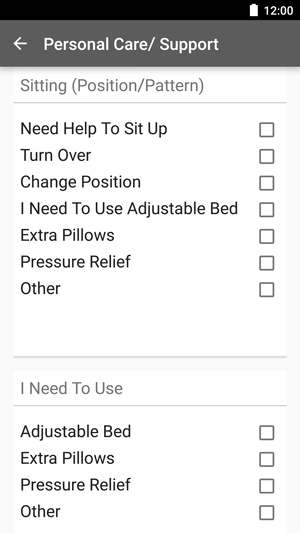 12:00
Personal Care/ Support
Sitting (Position/Pattern)
Need Help To Sit Up
Turn Over
Change Position
I Need To Use Adjustable Bed
Extra Pillows
Pressure Relief
Other
I Need To Use
Adjustable Bed
Extra Pillows
Pressure Relief
Other